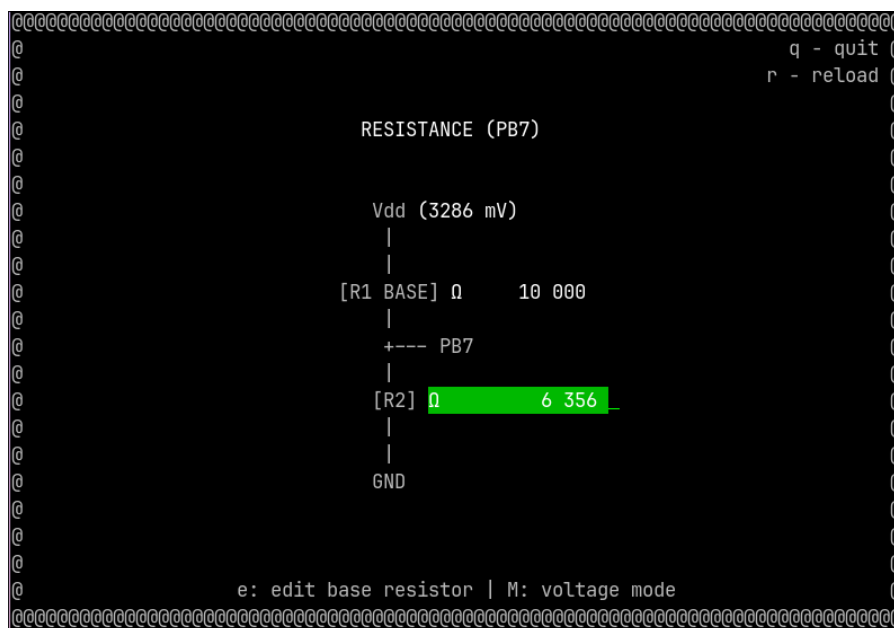 @@@@@@@@@@@@@@@@@@@@@@@@@@@@@@@@@@@@@@@@@@@@@@@@@@@@@@@@@@@@@@@@@@@@@@@@@@@@@@@
@ q - quit @
@ r - reload @
@ @
@ RESISTANCE (PB7) @
@ @
@ @
@ Vdd (3286 mV) @
@ | @
@ | @
@ [R1 BASE] Ω 10 000 @
@ | @
@ +--- PB7 @
@ | @
@ [R2] Ω 6 356 _ @
@ | @
@ | @
@ GND @
@ @
@ @
@ @
@ e: edit base resistor | M: voltage mode @
@@@@@@@@@@@@@@@@@@@@@@@@@@@@@@@@@@@@@@@@@@@@@@@@@@@@@@@@@@@@@@@@@@@@@@@@@@@@@@@